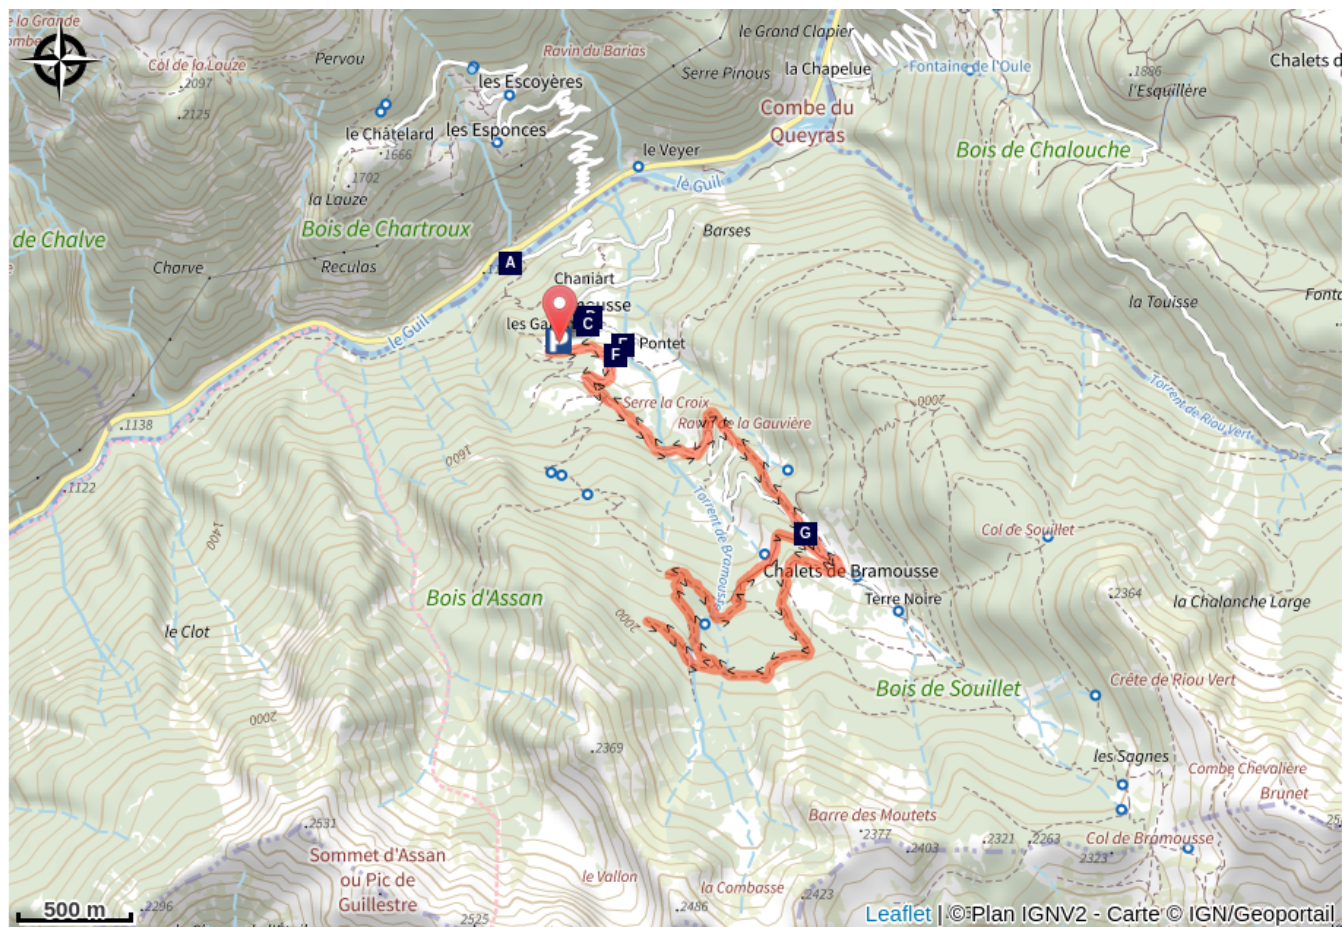 le Grand Clapier
e la Grande
ombe
Col de la Lauze
Pervou
Ravin du Barias
la Chapelue
Fontaine de l'Oule
Chalets d
.2097
les Escoyères
Serre Pinous
.1886
l'Esquillère
.2125
Combe du
Queyras
le Châtelard
les Esponces
.1666
le Veyer
Bois de Chalouche
.1702
la Lauze
le Guil
Bois de Chartroux
de Chalve
Barses
Charve
Reculas
A
Chaniart
Fonta
la Touisse
ousse
les Ga
C
le Guil
P
Pontet
F
Torrent de Riou Vert
2000
Serre la Croix
.1138
Ravin de la Gauvière
1600
.1122
Torrent de Bramousse
1400
G
Col de Souillet
Chalets de Bramousse
Bois d'Assan
Terre Noire
.2364
la Chalanche Large
2000
le Clot
Bois de Souillet
Crête de Riou Vert
2000
.2369
les Sagnes
Combe Chevalière
Brunet
Barre des Moutets
.2531
.2377
.2321
.2263
Col de Bramousse
.2403
2323
Sommet d'Assan
ou Pic de
Guillestre
le Vallon
la Combasse
.2423
.2296
.2486
2525
500 m
Leaflet | © Plan IGNV2 - Carte © IGN/Geoportail